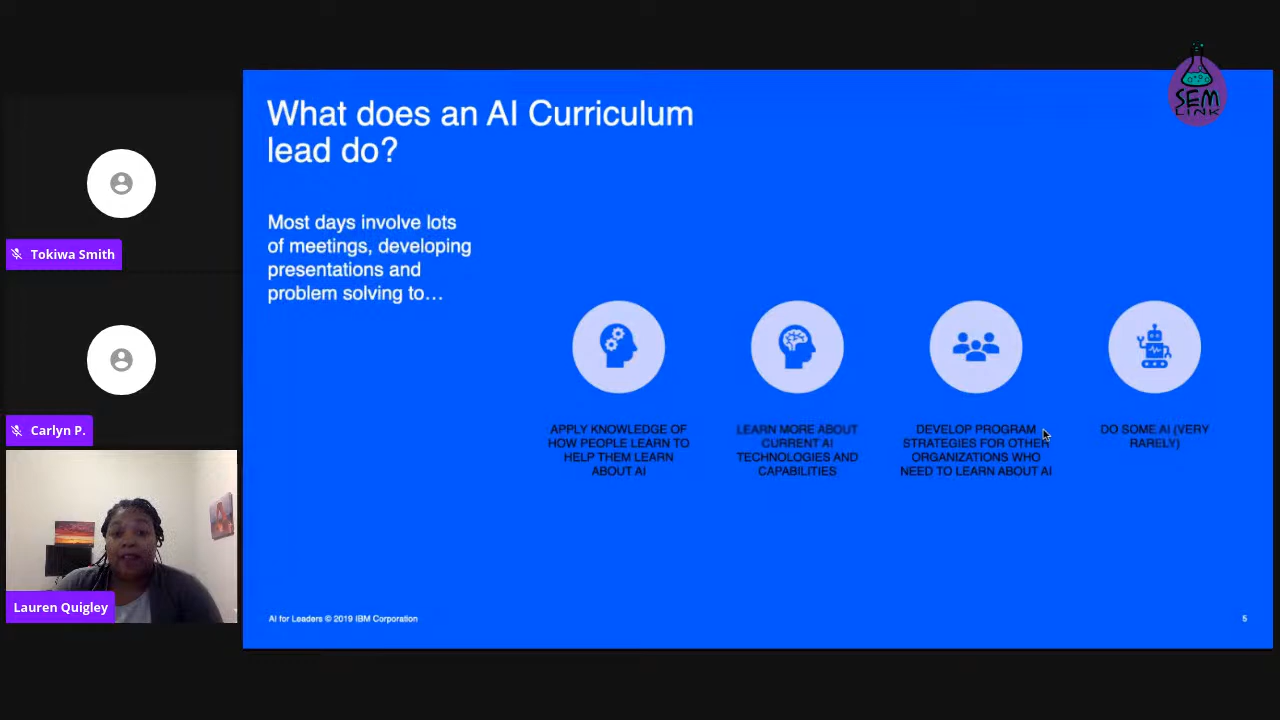 SEM
LINK
What does an AI Curriculum
lead do?
Most days involve lots
of meetings, developing
presentations and
problem solving to…
APPLY KNOWLEDGE OF
HOW PEOPLE LEARN TO
HELP THEM LEARN
ABOUT AI
LEARN MORE ABOUT
CURRENT AI
TECHNOLOGIES AND
CAPABILITIES
DEVELOP PROGRAM
STRATEGIES FOR OTHER
ORGANIZATIONS WHO
NEED TO LEARN ABOUT AI
DO SOME AI (VERY
RARELY)
AI for Leaders © 2019 IBM Corporation
5
Tokiwa Smith
Carlyn P.
Lauren Quigley